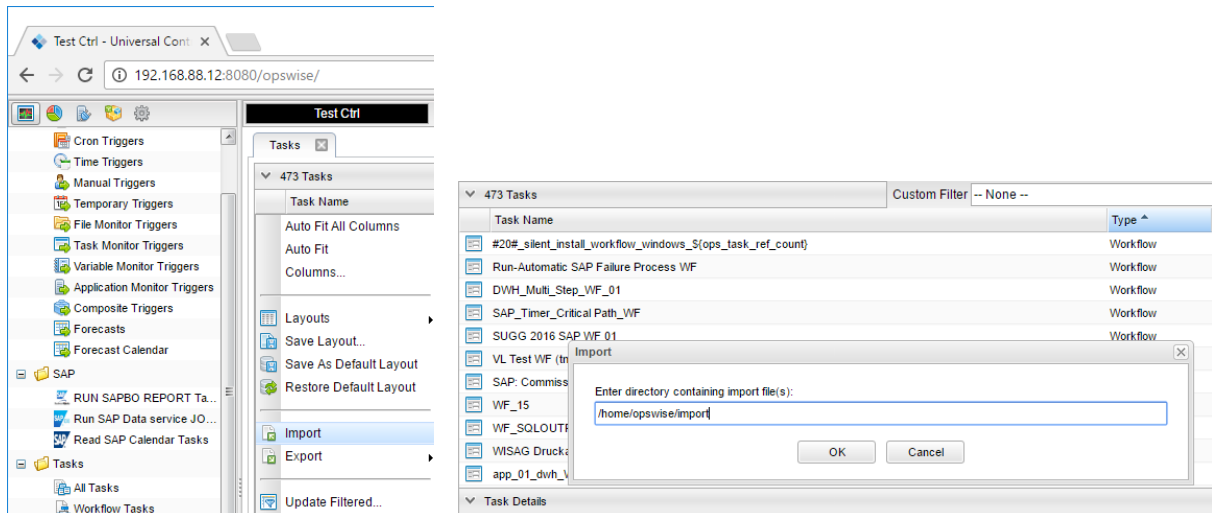 Test Ctrl - Universal Cont
192.168.88.12:8080/opswise/
Test Ctrl
Cron Triggers
Time Triggers
Manual Triggers
Temporary Triggers
File Monitor Triggers
Task Monitor Triggers
Variable Monitor Triggers
Application Monitor Triggers
Composite Triggers
Forecasts
Forecast Calendar
SAP
RUN SAPBO REPORT Ta...
Run SAP Data service JO...
Read SAP Calendar Tasks
Tasks
All Tasks
Workflow Tasks
Tasks
473 Tasks
Task Name
Auto Fit All Columns
Auto Fit
Columns...
Layouts
Save Layout...
Save As Default Layout
Restore Default Layout
Import
Export
Update Filtered...
473 Tasks Custom Filter -- None --
Task Name Type
#20#_silent_install_workflow_windows_${ops_task_ref_count} Workflow
Run-Automatic SAP Failure Process WF Workflow
DWH_Multi_Step_WF_01 Workflow
SAP_Timer_Critical Path_WF Workflow
SUGG 2016 SAP WF 01 Workflow
VL Test WF
SAP: Commiss
WF_15
WF_SQLOUTP
WISAG Drucka
app_01_dwh_
Import
Enter directory containing import file(s):
/home/opswise/import
OK Cancel
Task Details